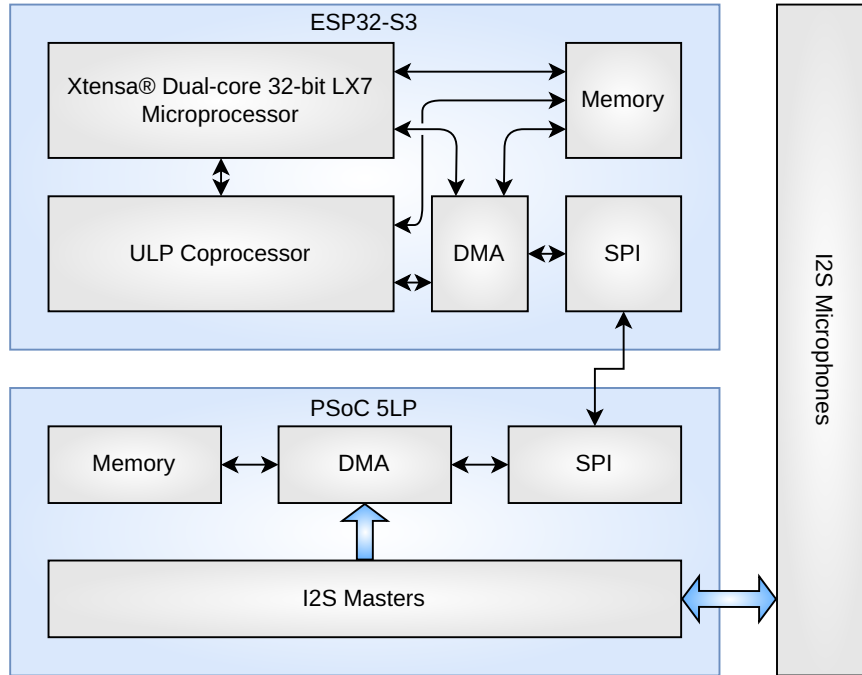 ESP32-S3
Xtensa® Dual-core 32-bit LX7
Microprocessor
Memory
ULP Coprocessor
DMA
SPI
I2S Microphones
PSoC 5LP
Memory
DMA
SPI
I2S Masters